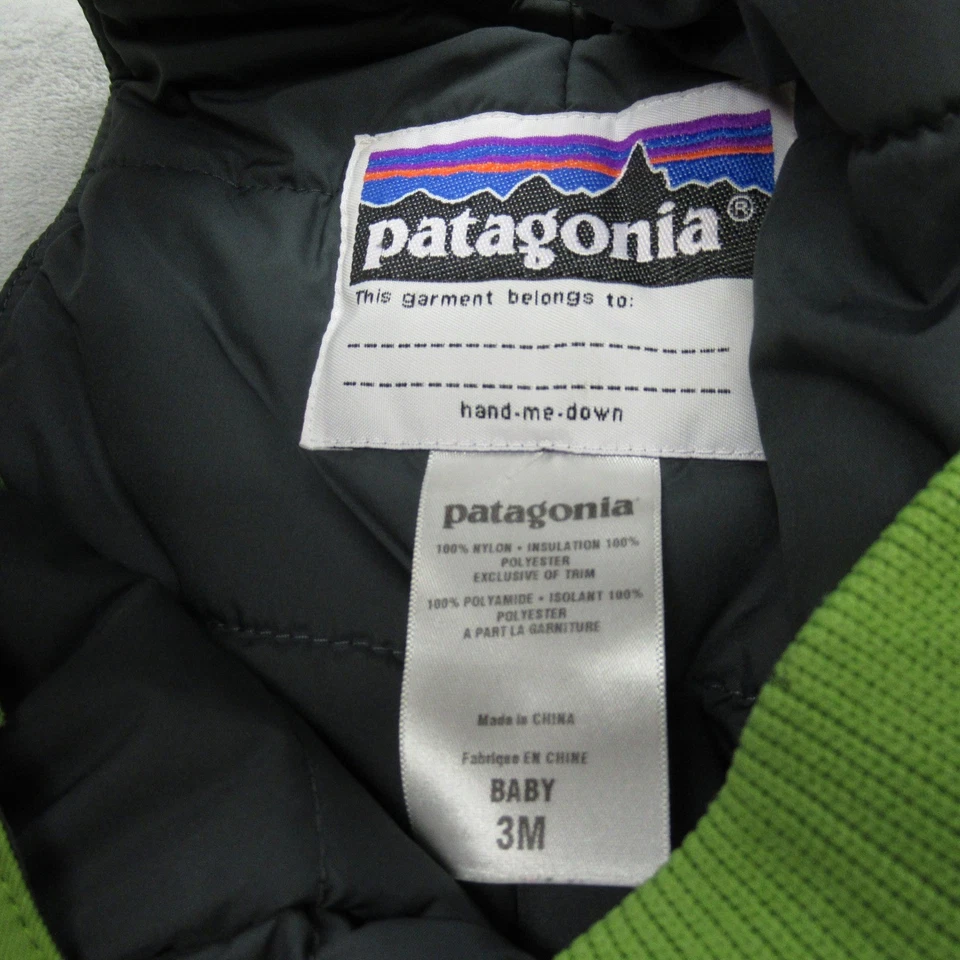 patagonia®
This garment belongs to:
hand-me-down
patagonia
100% NYLON • INSULATION 100%
POLYESTER
EXCLUSIVE OF TRIM
100% POLYAMIDE • ISOLANT 100%
POLYESTER
A PART LA GARNITURE
Made in CHINA
Fabrique EN CHINE
BABY
3M